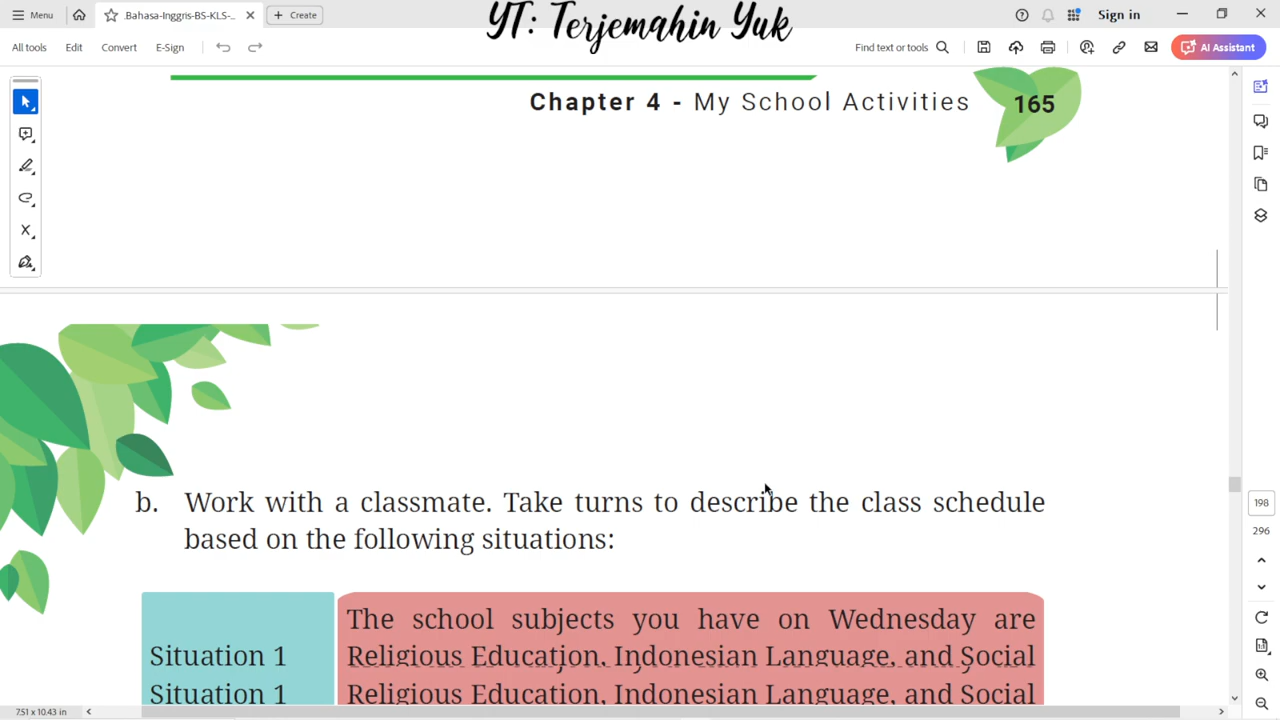 Menu
.Bahasa-Inggris-BS-KLS-...
Create
YT: Terjemahin Yuk
Sign in
All tools
Edit
Convert
E-Sign
Find text or tools
AI Assistant
Chapter 4 - My School Activities
165
b. Work with a classmate. Take turns to describe the class schedule
based on the following situations:
The school subjects you have on Wednesday are
Situation 1
Religious Education, Indonesian Language, and Social
Situation 1
Religious Education, Indonesian Language, and Social
198
296
7.51 x 10.43 in